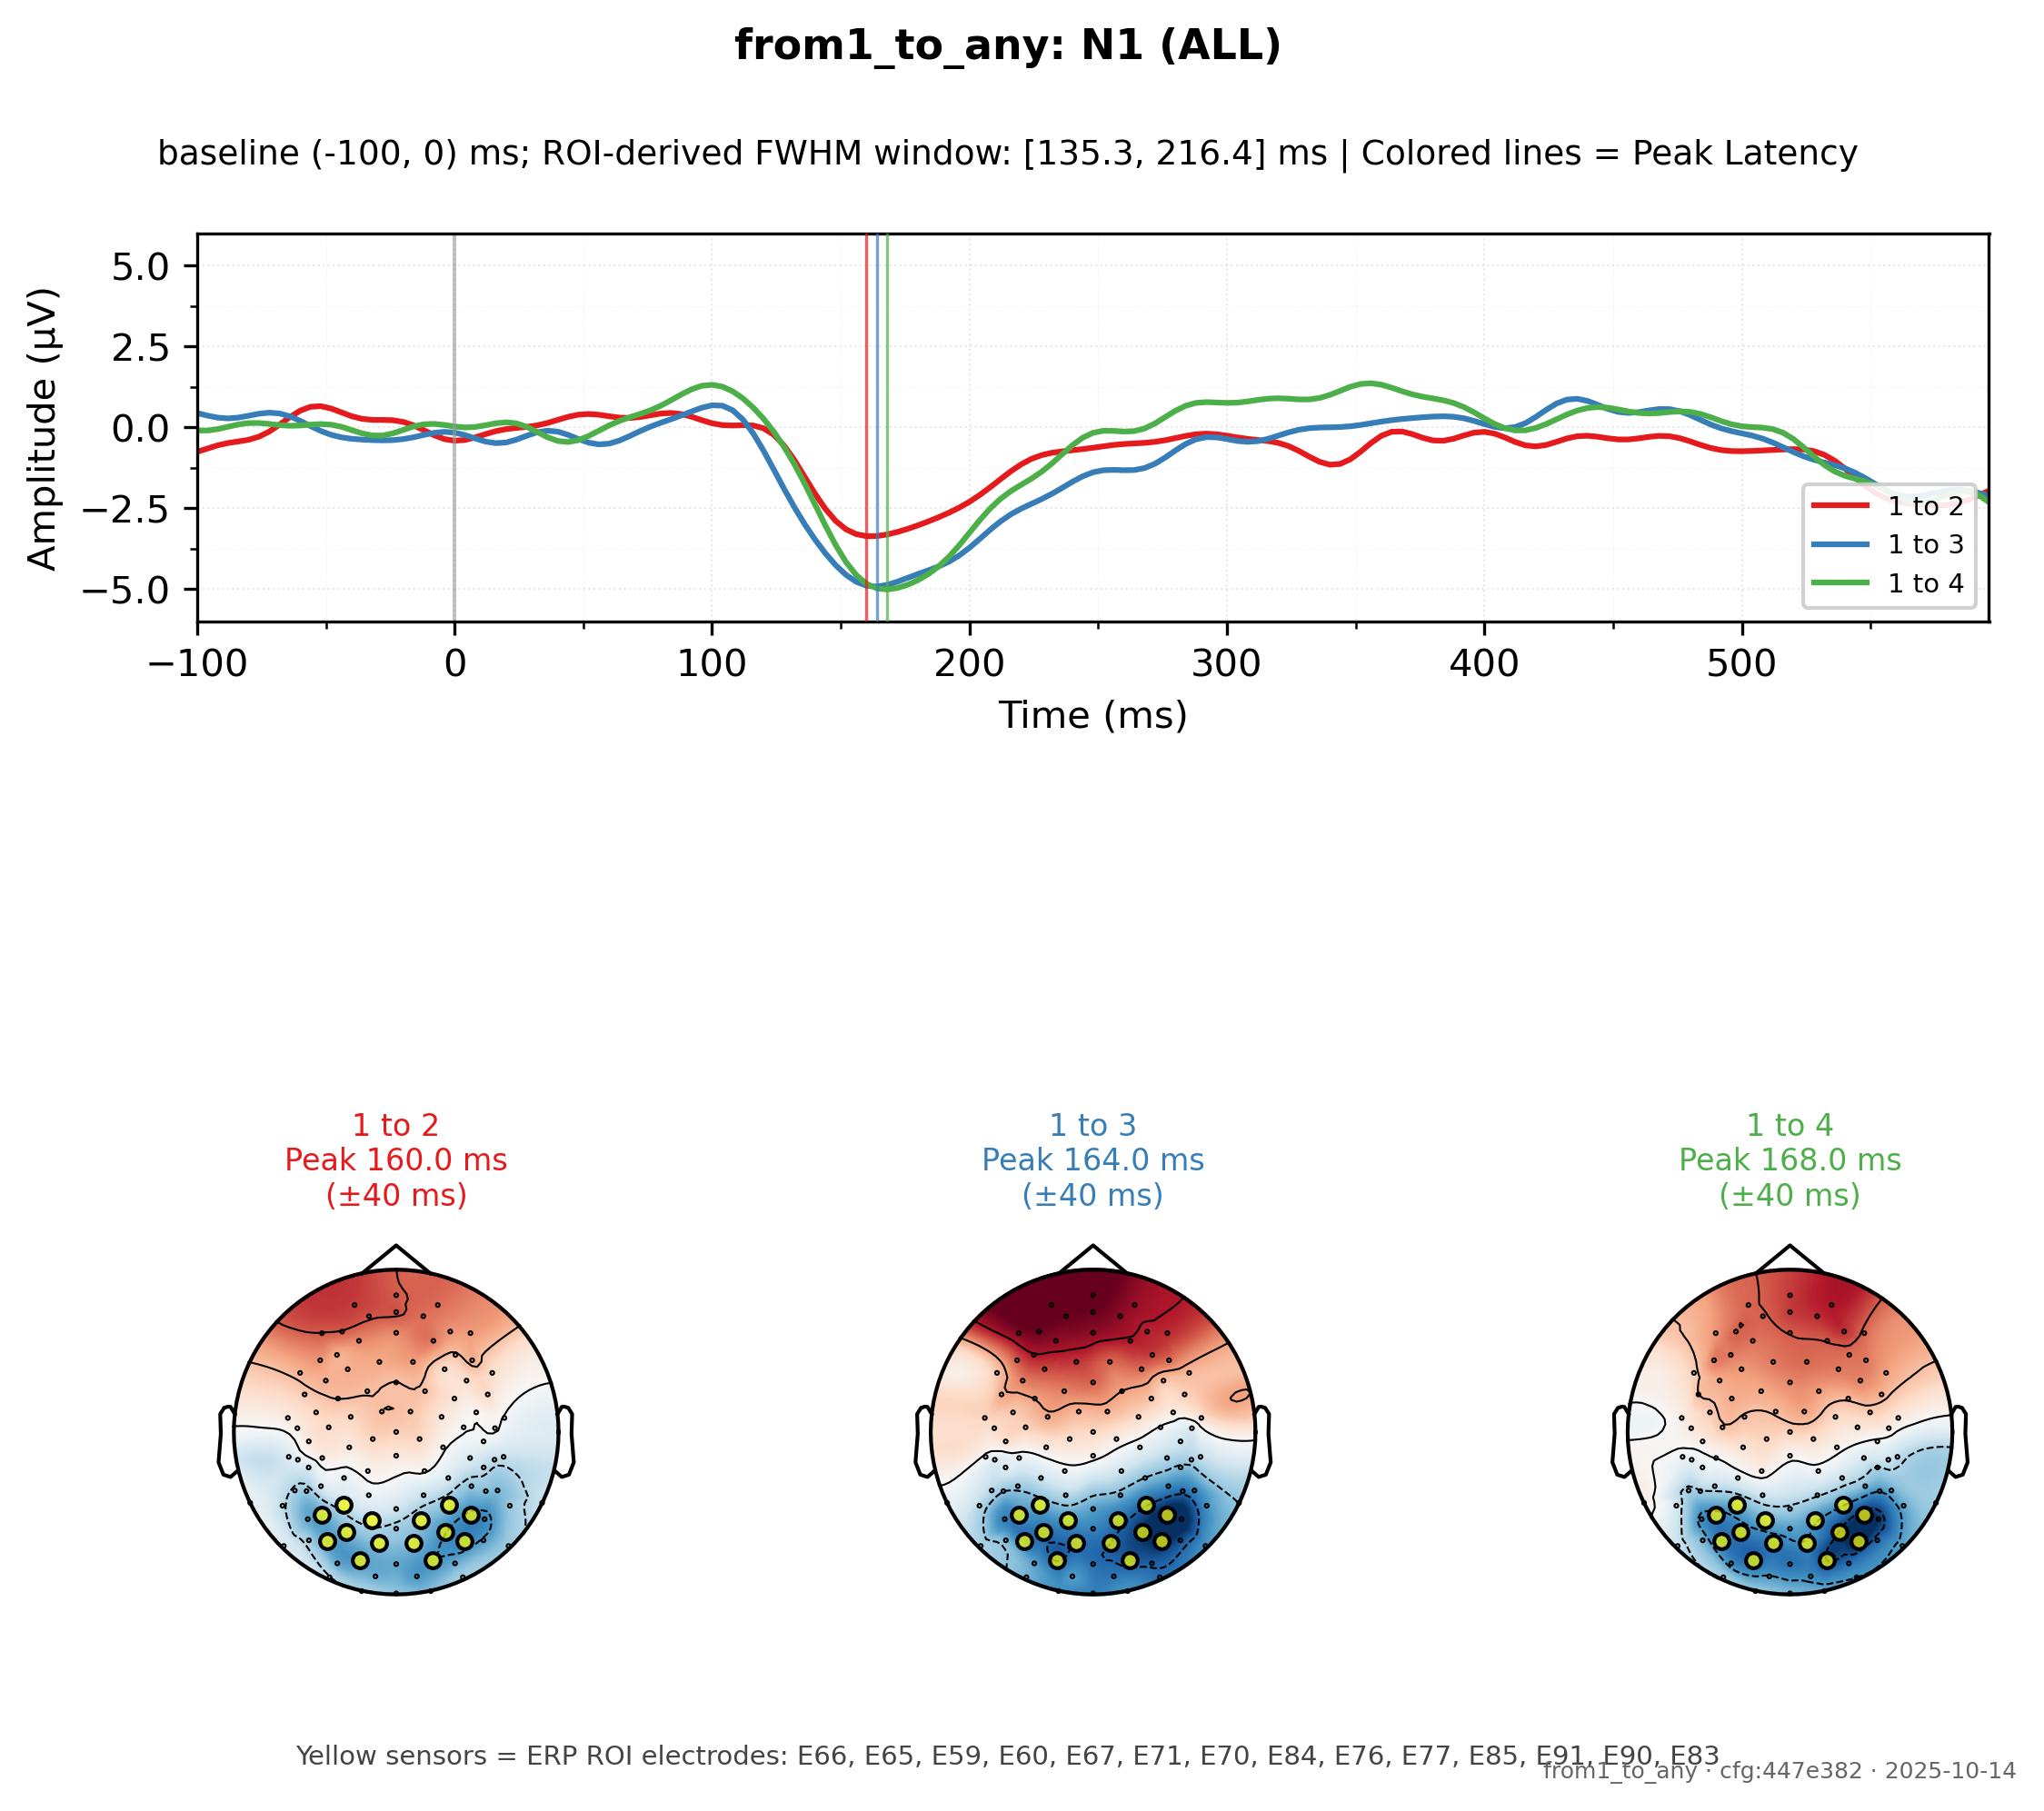 from1_to_any: N1 (ALL)
baseline (-100, 0) ms; ROI-derived FWHM window: [135.3, 216.4] ms | Colored lines = Peak Latency
Amplitude (µV)
5.0
2.5
0.0
−2.5
−5.0
1 to 2
1 to 3
1 to 4
−100
0
100
200
300
400
500
Time (ms)
1 to 2
Peak 160.0 ms
(±40 ms)
1 to 3
Peak 164.0 ms
(±40 ms)
1 to 4
Peak 168.0 ms
(±40 ms)
Yellow sensors = ERP ROI electrodes: E66, E65, E59, E60, E67, E71, E70, E84, E76, E77, E85, E91, E90, E83
from1_to_any · cfg:447e382 · 2025-10-14